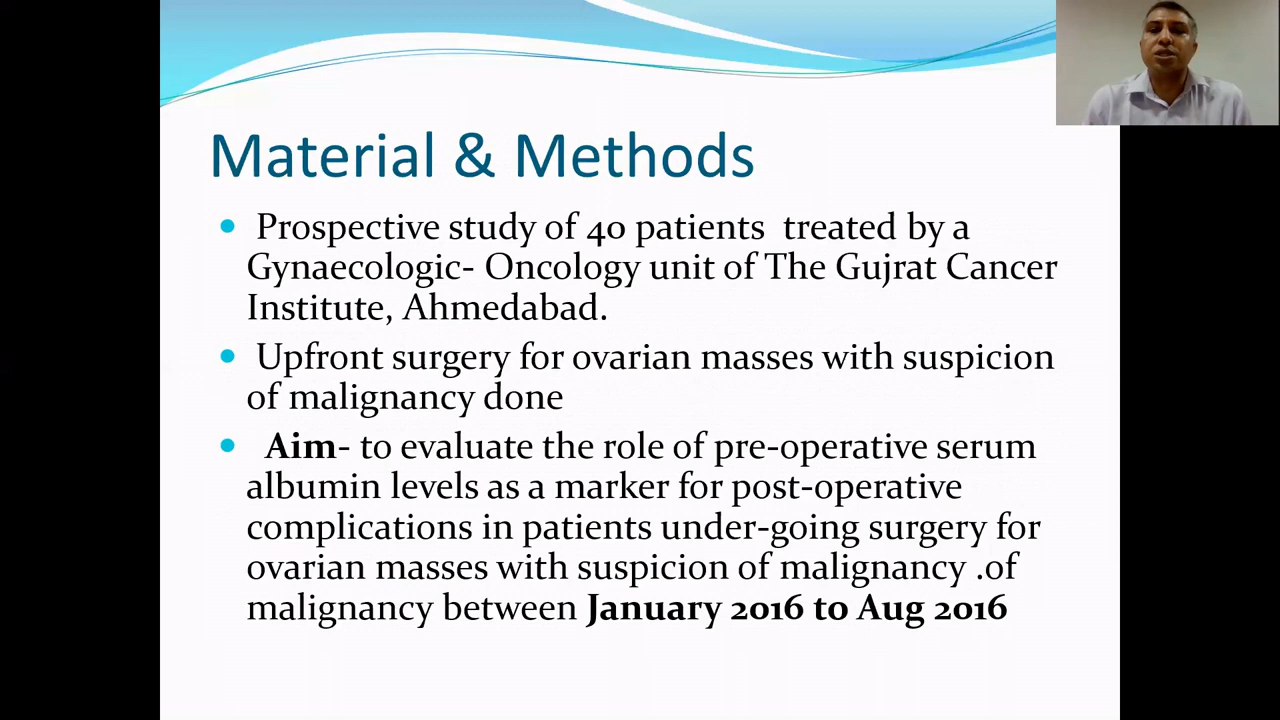 Material & Methods
Prospective study of 40 patients treated by a
Gynaecologic- Oncology unit of The Gujrat Cancer
Institute, Ahmedabad.
Upfront surgery for ovarian masses with suspicion
of malignancy done
Aim- to evaluate the role of pre-operative serum
albumin levels as a marker for post-operative
complications in patients under-going surgery for
ovarian masses with suspicion of malignancy .of
malignancy between January 2016 to Aug 2016